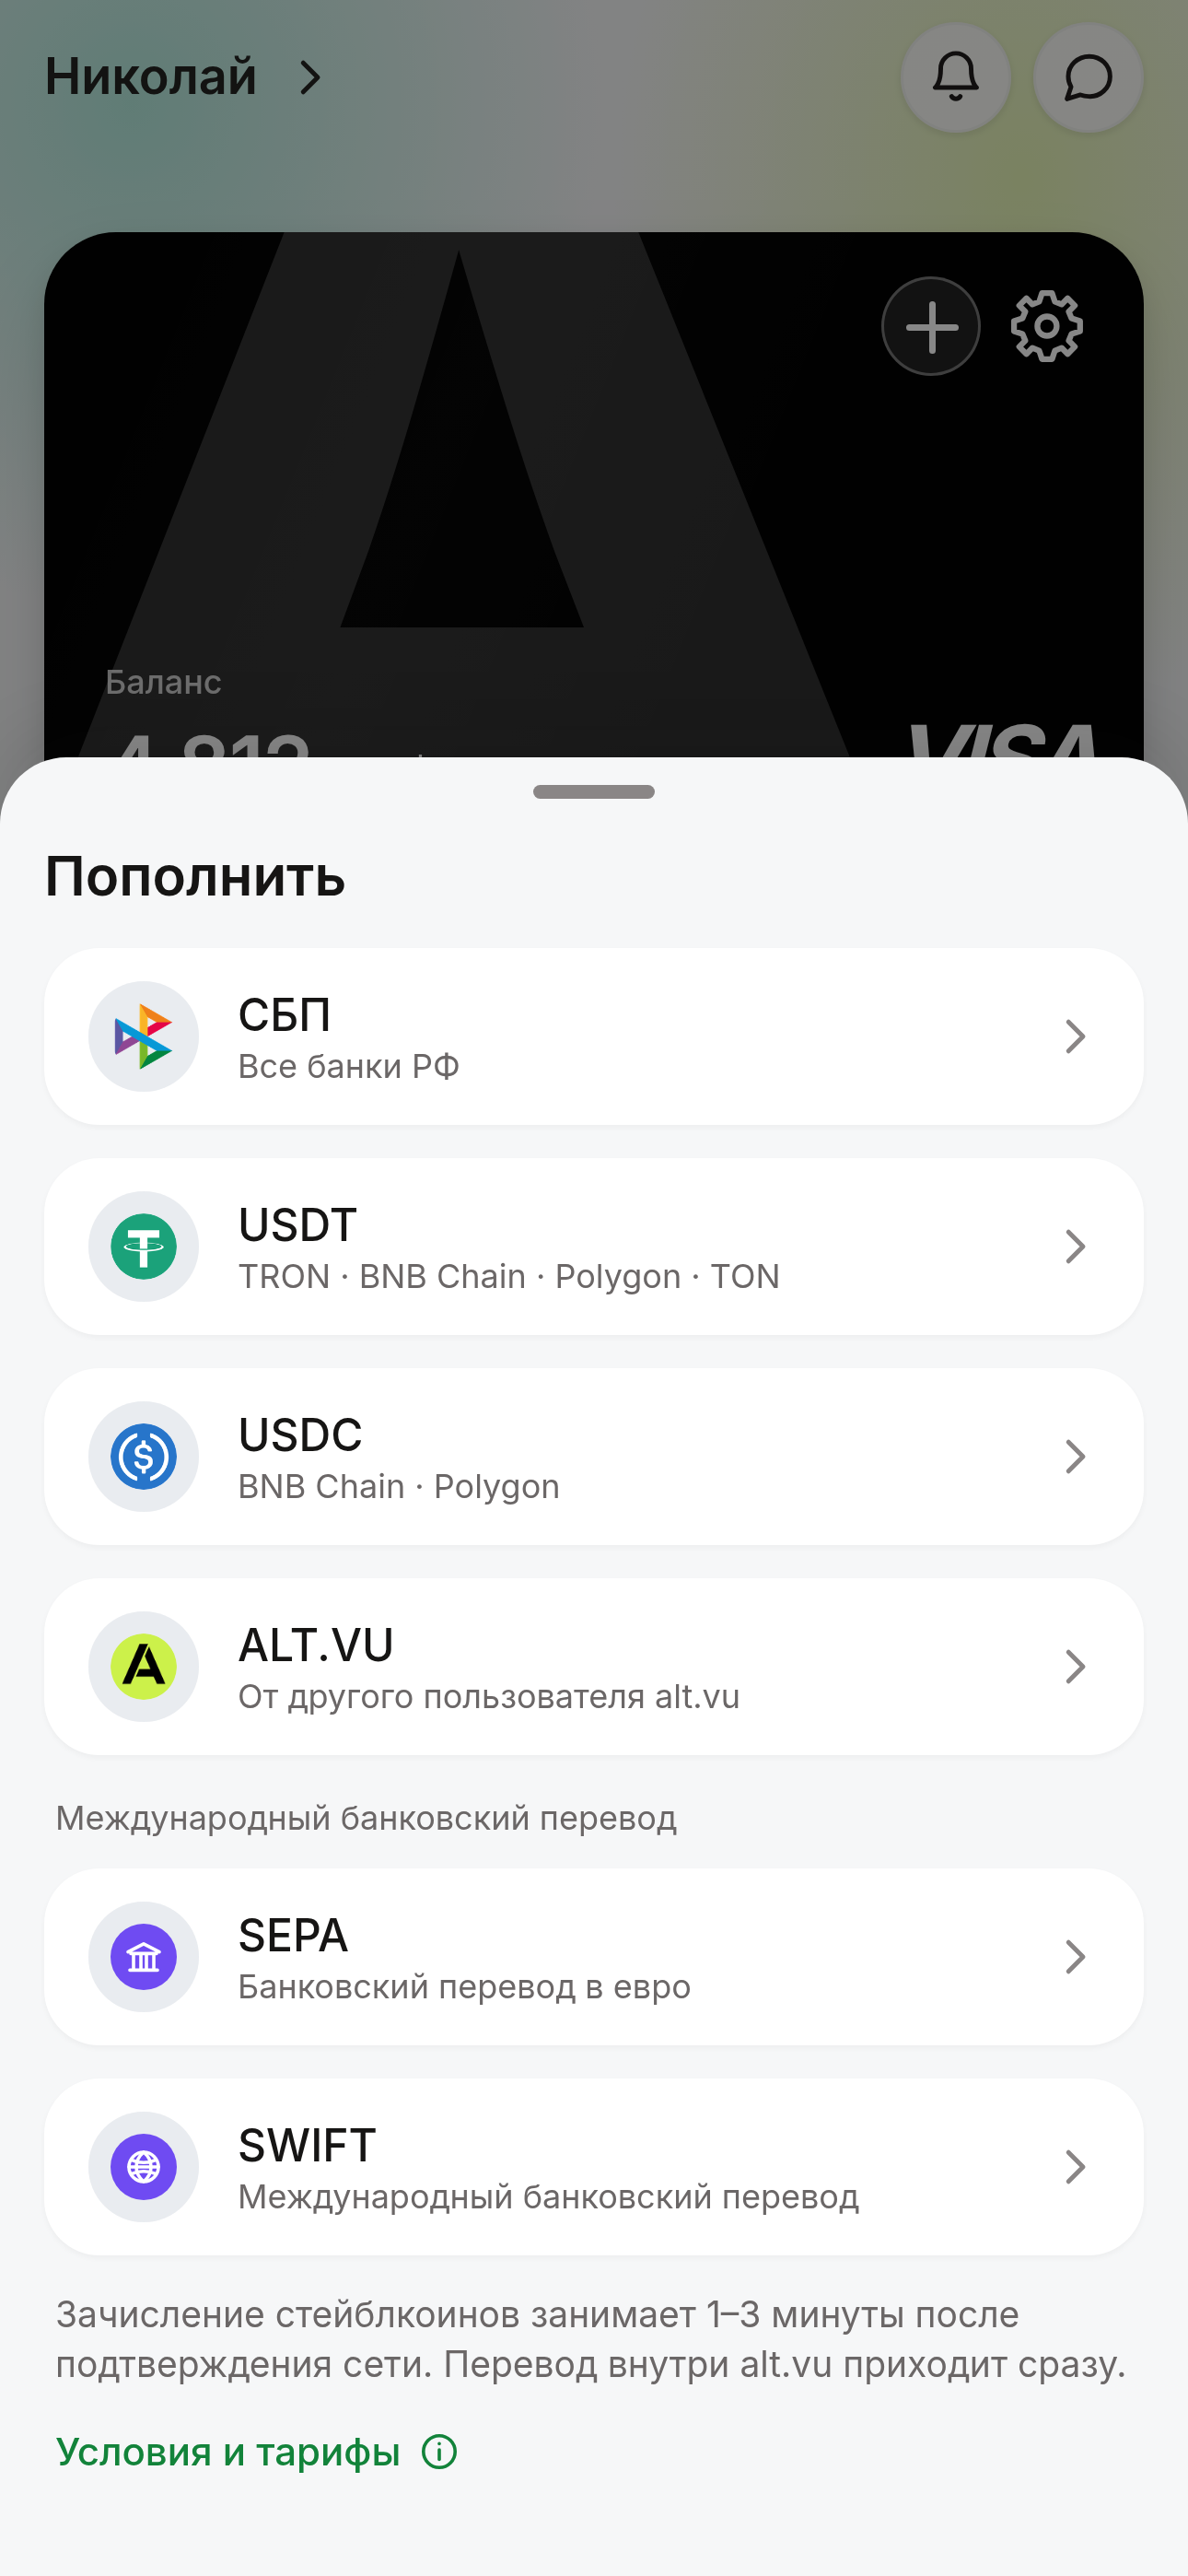 Николай
Баланс
VISA
Пополнить
СБП
Все банки РФ
USDT
TRON · BNB Chain · Polygon · TON
USDC
BNB Chain · Polygon
ALT.VU
От другого пользователя alt.vu
Международный банковский перевод
SEPA
Банковский перевод в евро
SWIFT
Международный банковский перевод
Зачисление стейблкоинов занимает 1–3 минуты после
подтверждения сети. Перевод внутри alt.vu приходит сразу.
Условия и тарифы